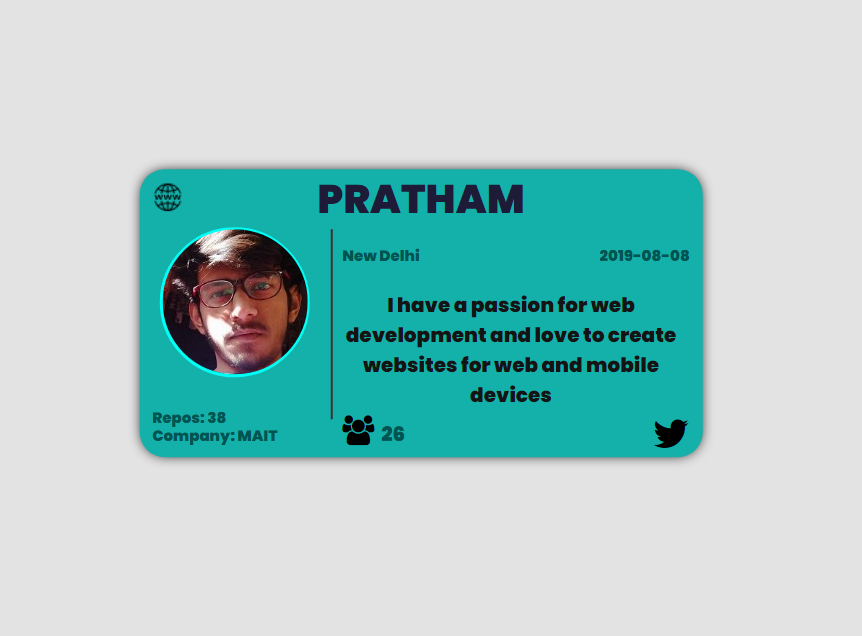 www
PRATHAM
New Delhi
2019-08-08
I have a passion for web
development and love to create
websites for web and mobile
devices
Repos: 38
Company: MAIT
26